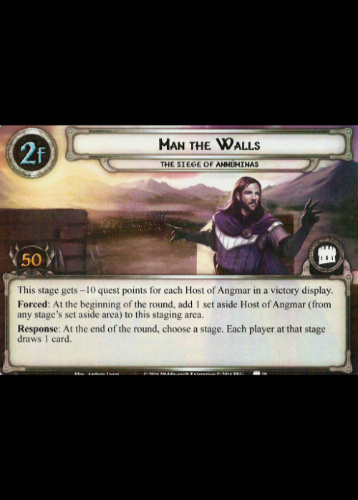 2F
MAN THE WALLS
THE SIEGE OF ANNÚMINAS
50
This stage gets –10 quest points for each Host of Angmar in a victory display.
Forced: At the beginning of the round, add 1 set aside Host of Angmar (from
any stage's set aside area) to this staging area.
Response: At the end of the round, choose a stage. Each player at that stage
draws 1 card.